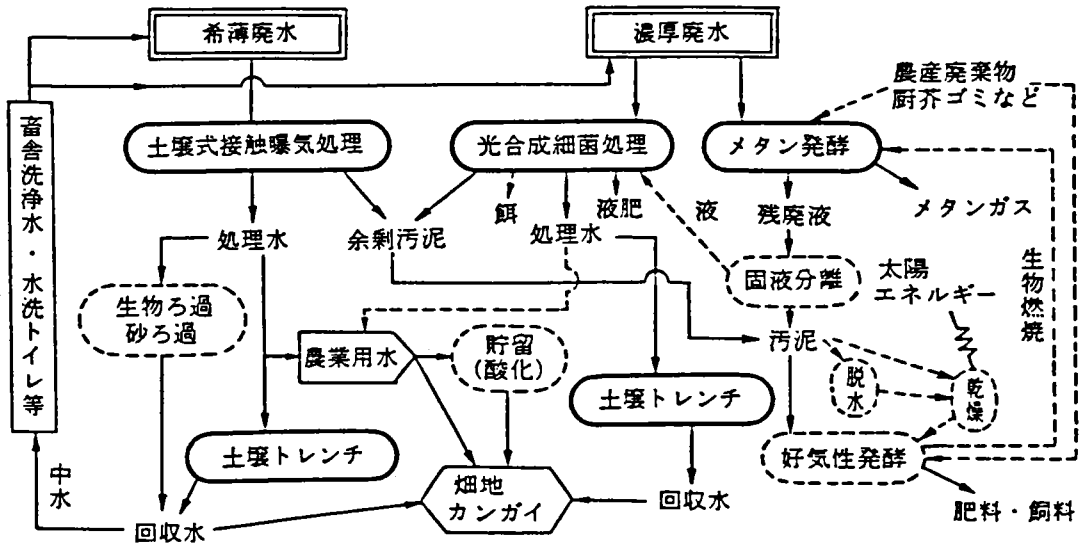 希薄廃水
濃厚廃水
農産廃棄物
厨芥ゴミなど
畜舎洗浄水・水洗トイレ等
土壌式接触曝気処理
光合成細菌処理
メタン発酵
メタンガス
処理水
余剰汚泥
餌
処理水
液肥
液
残廃液
固液分離
太陽
エネルギー
生物燃焼
生物ろ過
砂ろ過
農業用水
貯留
(酸化)
汚泥
脱水
乾燥
土壌トレンチ
土壌トレンチ
好気性発酵
中水
回収水
畑地
カンガイ
回収水
肥料・飼料